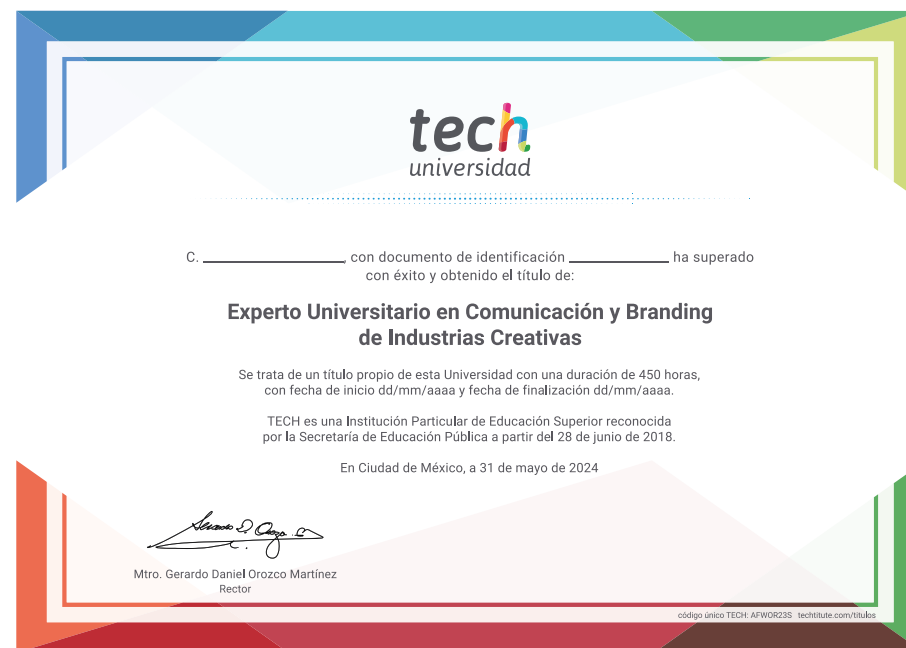 tech
universidad
C. ____________, con documento de identificación ____________ ha superado
con éxito y obtenido el título de:
Experto Universitario en Comunicación y Branding
de Industrias Creativas
Se trata de un título propio de esta Universidad con una duración de 450 horas,
con fecha de inicio dd/mm/aaaa y fecha de finalización dd/mm/aaaa.
TECH es una Institución Particular de Educación Superior reconocida
por la Secretaría de Educación Pública a partir del 28 de junio de 2018.
En Ciudad de México, a 31 de mayo de 2024
Mtro. Gerardo Daniel Orozco Martínez
Rector
código único TECH: AFWOR23S techtitute.com/titulos